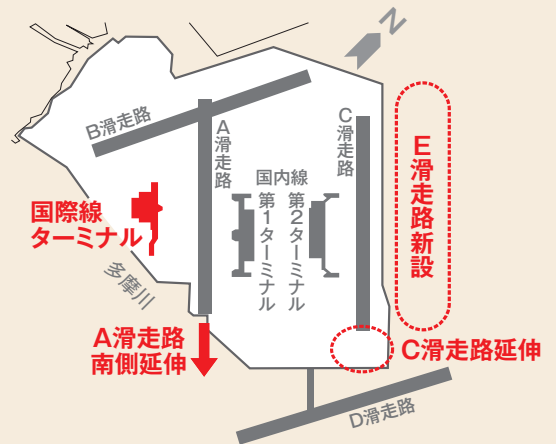 N
B滑走路
A滑走路
C滑走路
E滑走路新設
国内線
第1ターミナル
第2ターミナル
国際線
ターミナル
多摩川
A滑走路
南側延伸
C滑走路延伸
D滑走路